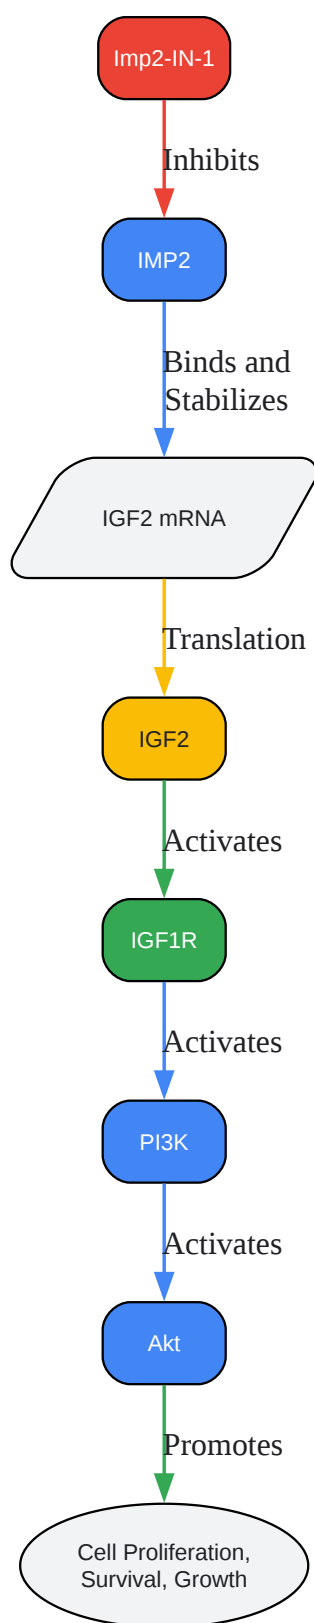 Imp2-IN-1
Inhibits
IMP2
Binds and
Stabilizes
IGF2 mRNA
Translation
IGF2
Activates
IGF1R
Activates
PI3K
Activates
Akt
Promotes
Cell Proliferation,
Survival, Growth